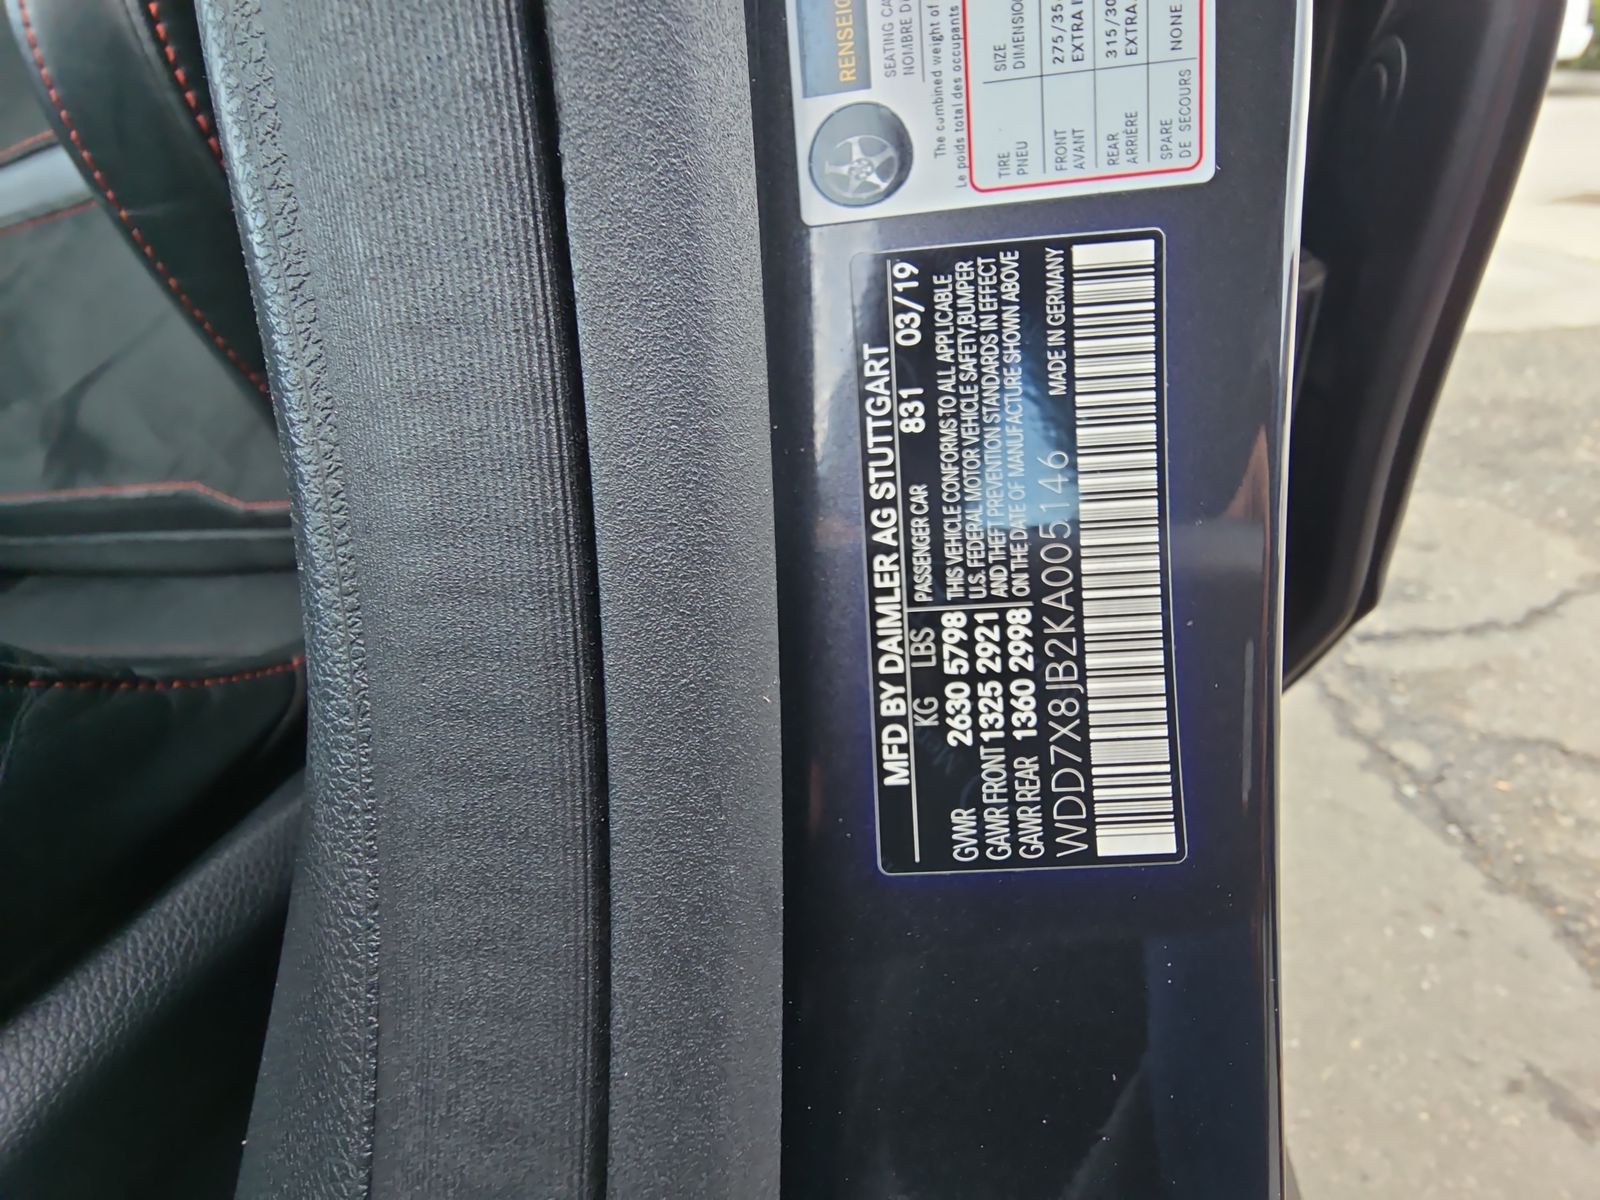 MFD BY DAIMLER AG STUTTGART
KG LBS PASSENGER CAR 831 03/19
GVWR 2630 5798 THIS VEHICLE CONFORMS TO ALL APPLICABLE
U.S. FEDERAL MOTOR VEHICLE SAFETY, BUMPER
GAWR FRONT 1325 2921 AND THEFT PREVENTION STANDARDS IN EFFECT
GAWR REAR 1360 2998 ON THE DATE OF MANUFACTURE SHOWN ABOVE
WDD7X8JB2KA005146 MADE IN GERMANY
SEATING
NOMBRE
The combined weight of
Le poids total des occupants
TIRE SIZE
PNEU
FRONT 275/35
AVANT EXTRA
REAR 315/30
ARRIÈRE EXTRA
SPARE NONE
DE SECOURS